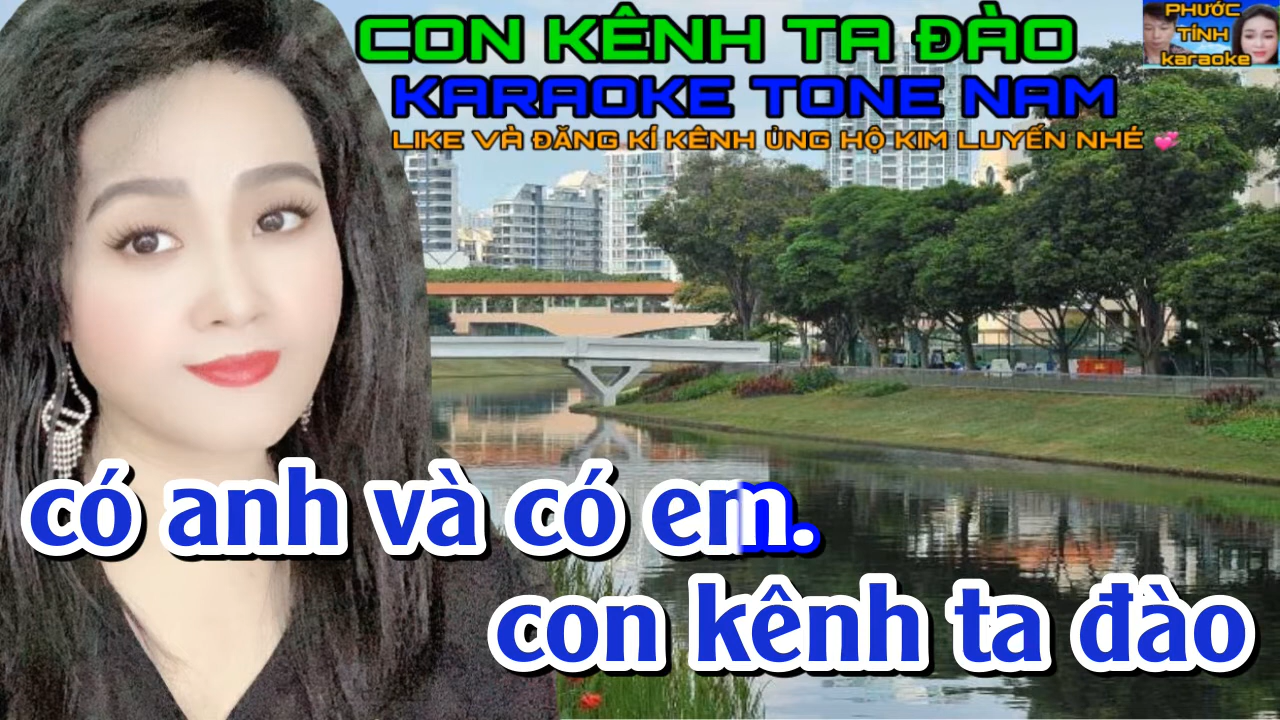 CON KÊNH TA ĐÀO
KARAOKE TONE NAM
LIKE VÀ ĐĂNG KÍ KÊNH ỦNG HỘ KIM LUYẾN NHÉ 💞
PHƯỚC
TÍNH
karaoke
có anh và có em.
con kênh ta đào